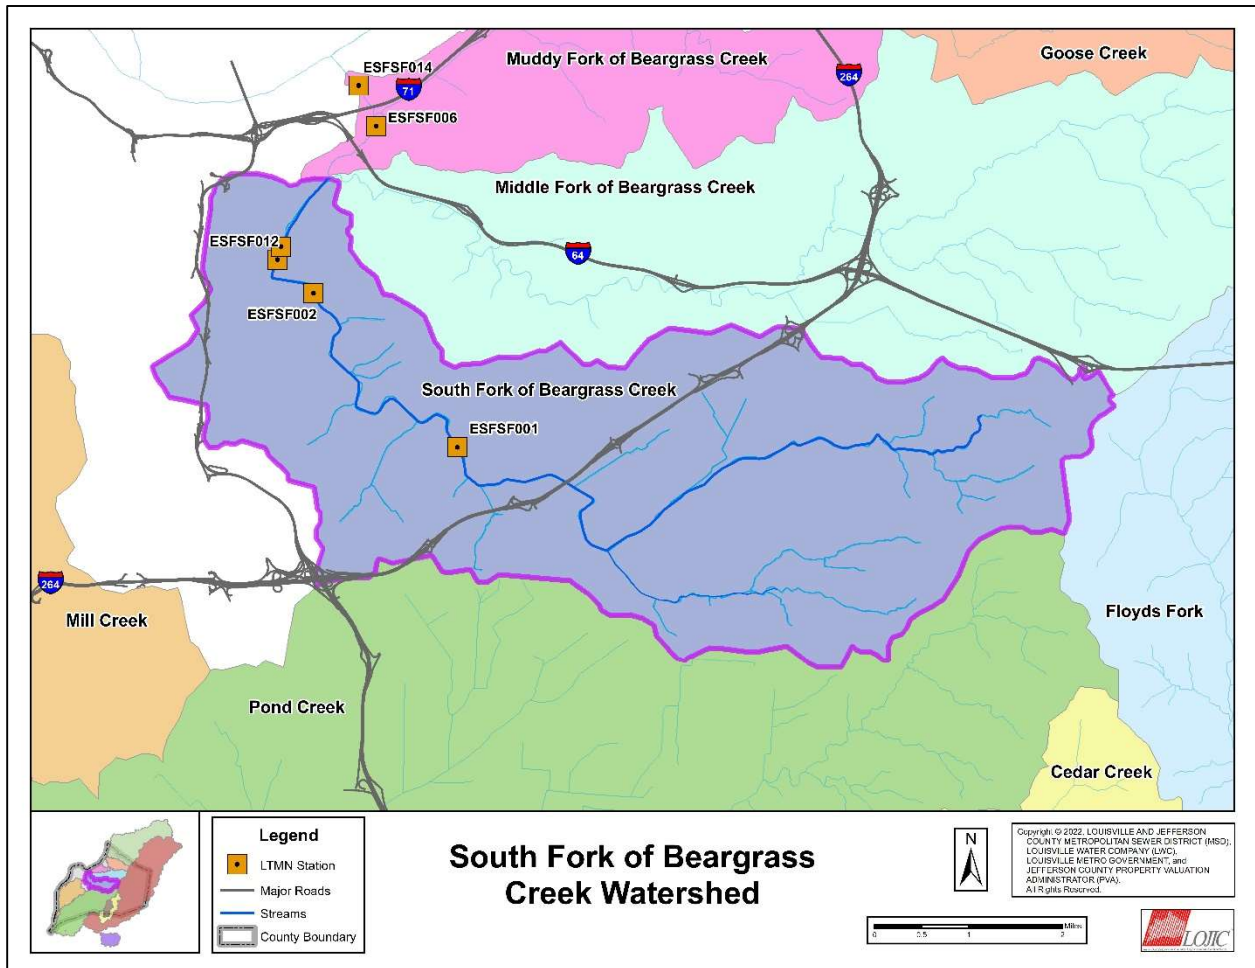 Muddy Fork of Beargrass Creek
Goose Creek
ESFSF014
71
264
ESFSF006
Middle Fork of Beargrass Creek
ESFSF012
64
ESFSF002
South Fork of Beargrass Creek
ESFSF001
264
Mill Creek
Floyds Fork
Pond Creek
Cedar Creek
Legend
LTMN Station
Major Roads
Streams
County Boundary
South Fork of Beargrass
Creek Watershed
N
Copyright © 2022, LOUISVILLE AND JEFFERSON
COUNTY METROPOLITAN SEWER DISTRICT (MSD),
LOUISVILLE WATER COMPANY (LWC),
LOUISVILLE METRO GOVERNMENT, and
JEFFERSON COUNTY PROPERTY VALUATION
ADMINISTRATOR (PVA).
All Rights Reserved.
Miles
0 0.5 1 2
LOJIC